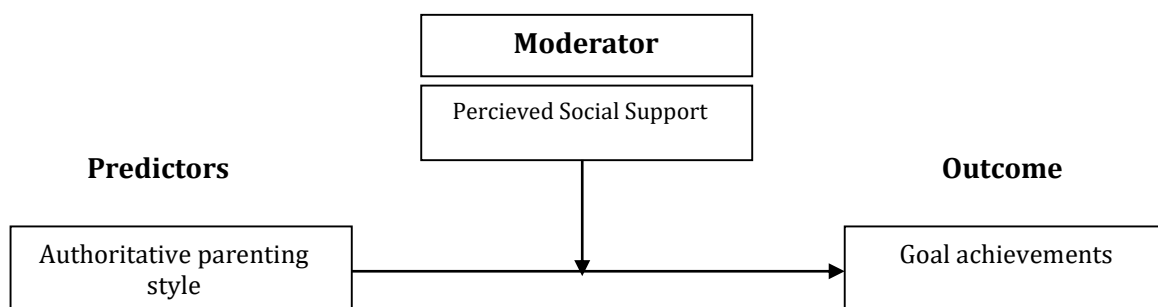 Moderator
Percieved Social Support
Predictors
Outcome
Authoritative parenting
style
Goal achievements